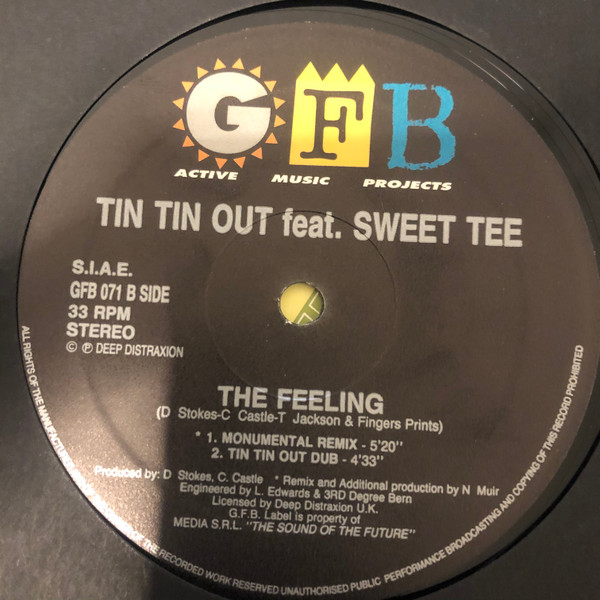 GFB
ACTIVE MUSIC PROJECTS
TIN TIN OUT feat. SWEET TEE
S.I.A.E.
GFB 071 B SIDE
33 RPM
STEREO
© ℗ DEEP DISTRAXION
THE FEELING
(D Stokes-C Castle-T Jackson & Fingers Prints)
* 1. MONUMENTAL REMIX - 5'20''
2. TIN TIN OUT DUB - 4'33''
Produced by: D Stokes, C. Castle * Remix and Additional production by N Muir
Engineered by L. Edwards & 3RD Degree Bern
Licensed by Deep Distraxion U.K.
G.F.B. Label is property of
MEDIA S.R.L. "THE SOUND OF THE FUTURE"
ALL RIGHTS OF THE MANUFACTURER OF THE RECORDED WORK RESERVED UNAUTHORISED PUBLIC PERFORMANCE BROADCASTING AND COPYING OF THIS RECORD PROHIBITED